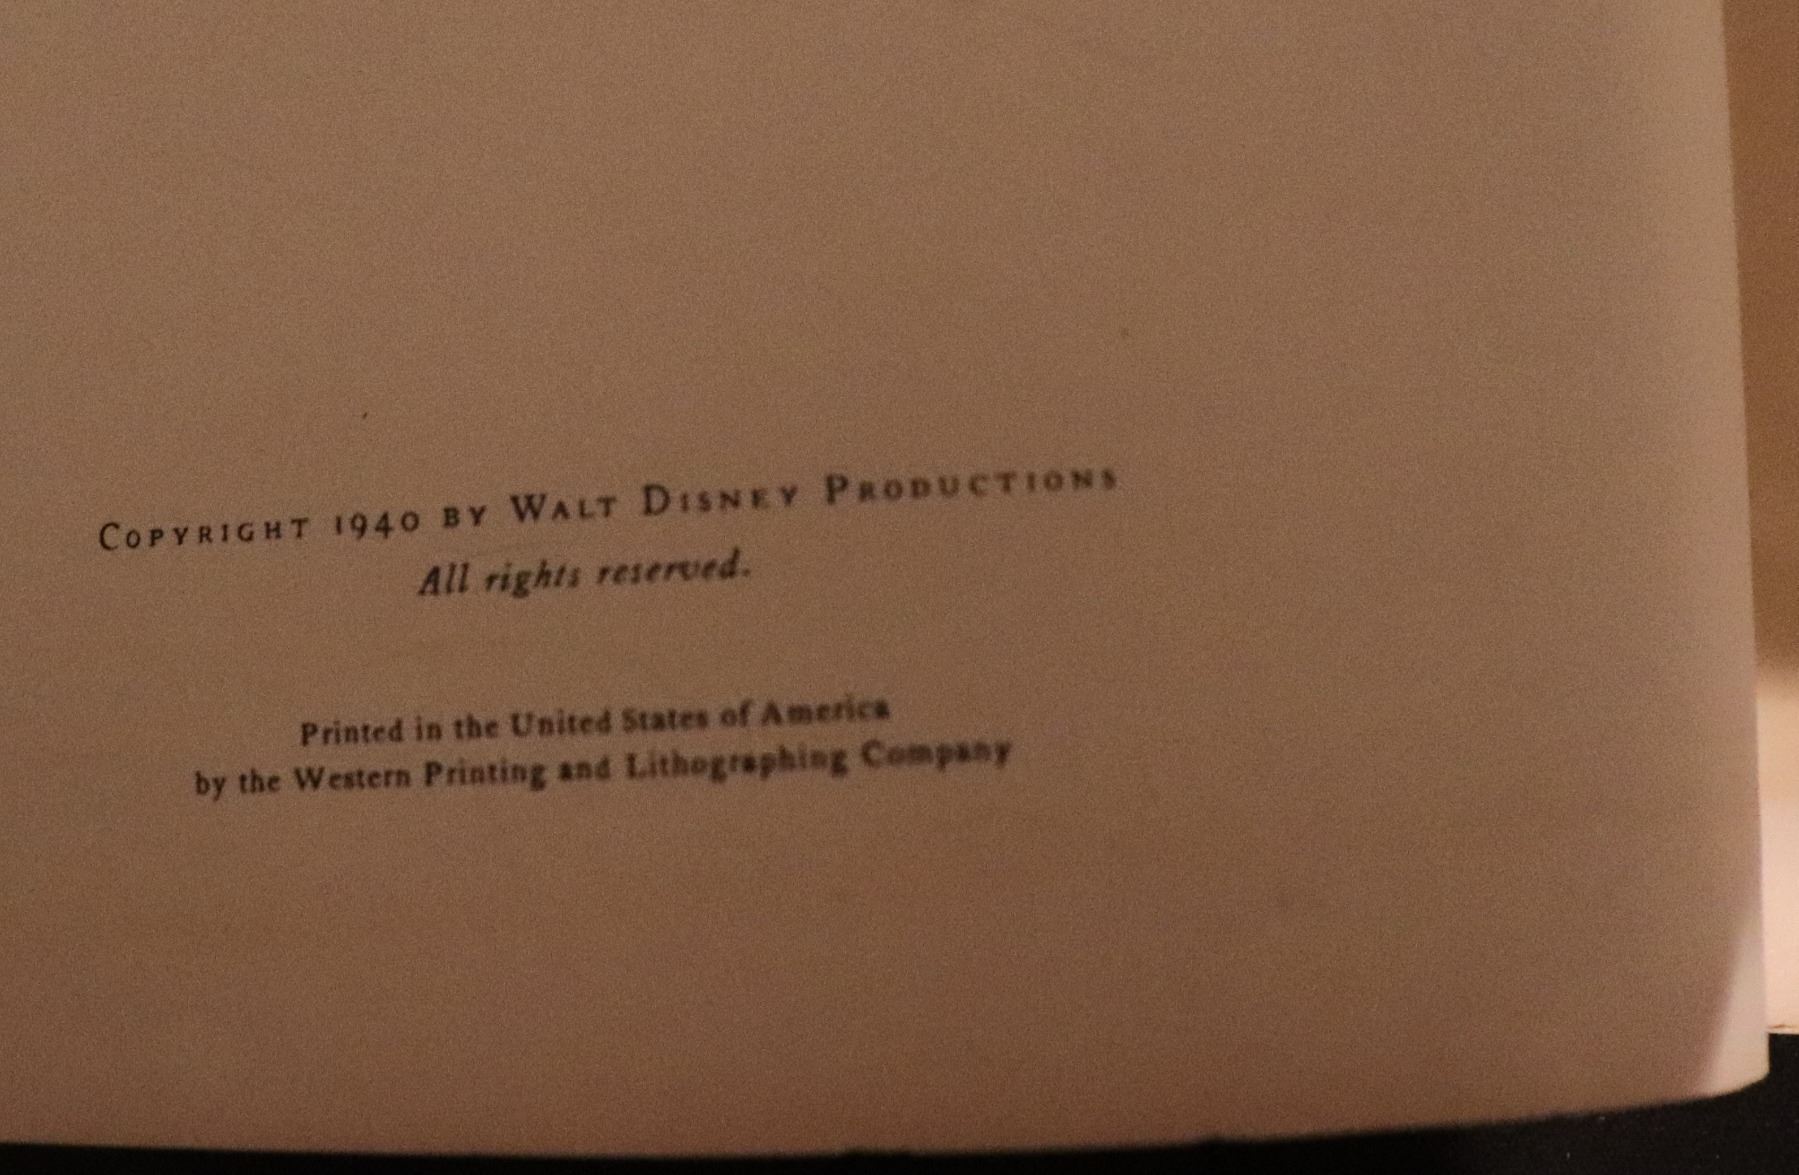 COPYRIGHT 1940 BY WALT DISNEY PRODUCTIONS
All rights reserved.
Printed in the United States of America
by the Western Printing and Lithographing Company